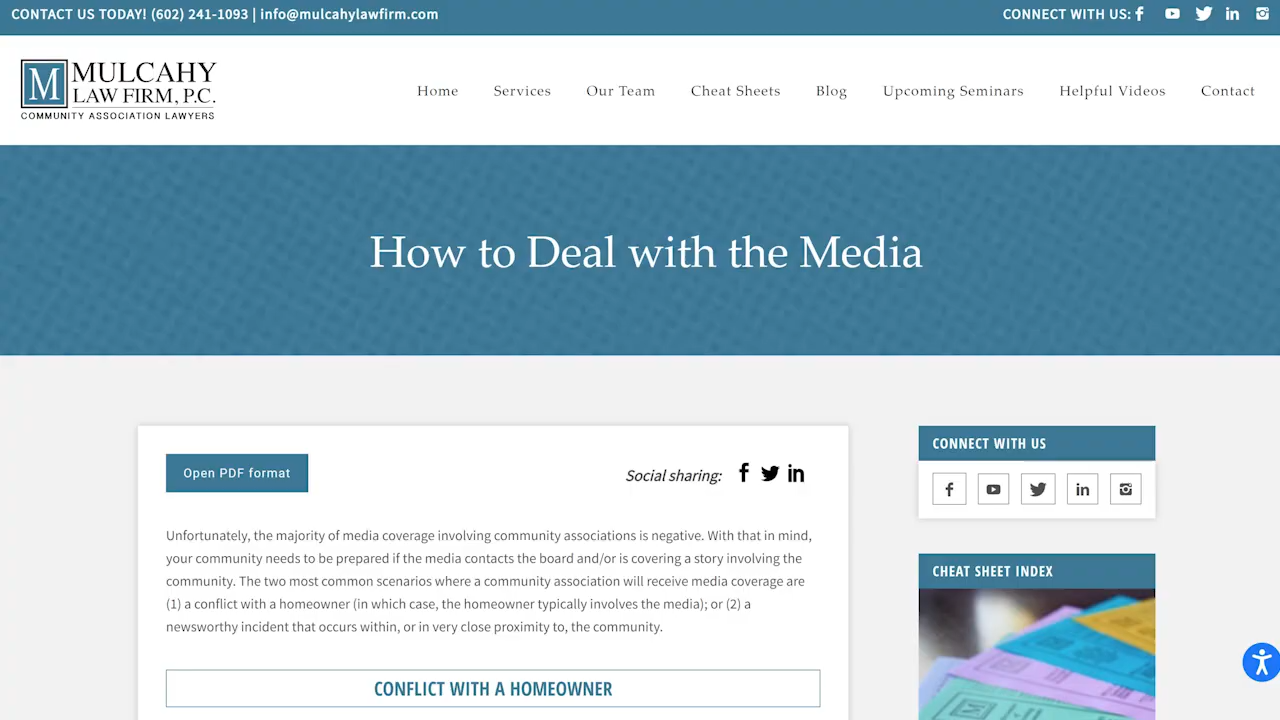 CONTACT US TODAY! (602) 241-1093 | info@mulcahylawfirm.com
CONNECT WITH US:
M MULCAHY
LAW FIRM, P.C.
COMMUNITY ASSOCIATION LAWYERS
Home Services Our Team Cheat Sheets Blog Upcoming Seminars Helpful Videos Contact
How to Deal with the Media
Open PDF format
Social sharing:
Unfortunately, the majority of media coverage involving community associations is negative. With that in mind,
your community needs to be prepared if the media contacts the board and/or is covering a story involving the
community. The two most common scenarios where a community association will receive media coverage are
(1) a conflict with a homeowner (in which case, the homeowner typically involves the media); or (2) a
newsworthy incident that occurs within, or in very close proximity to, the community.
CONFLICT WITH A HOMEOWNER
CONNECT WITH US
CHEAT SHEET INDEX